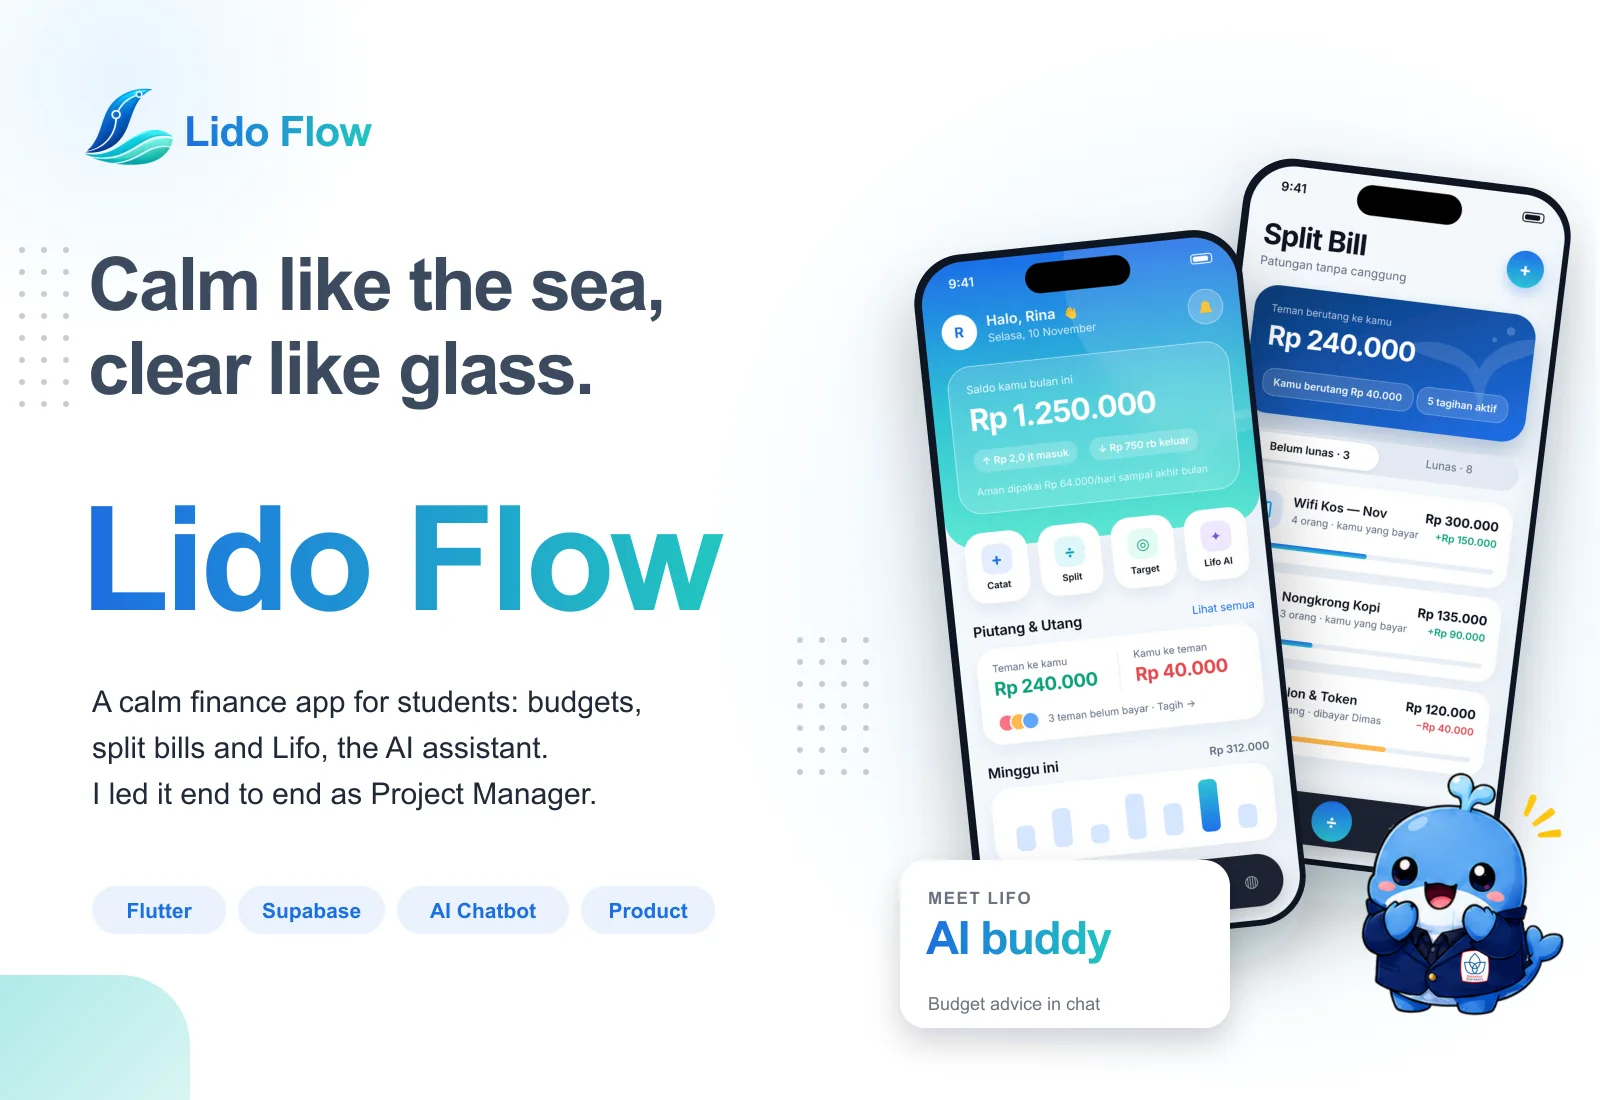 Lido Flow
Calm like the sea,
clear like glass.
Lido Flow
A calm finance app for students: budgets,
split bills and Lifo, the AI assistant.
I led it end to end as Project Manager.
Flutter
Supabase
AI Chatbot
Product
9:41
R
Halo, Rina 👋
Selasa, 10 November
Saldo kamu bulan ini
Rp 1.250.000
↑ Rp 2,0 jt masuk
↓ Rp 750 rb keluar
Aman dipakai Rp 64.000/hari sampai akhir bulan
Catat
Split
Target
Lifo AI
Piutang & Utang
Lihat semua
Teman ke kamu
Rp 240.000
Kamu ke teman
Rp 40.000
3 teman belum bayar · Tagih →
Minggu ini
Rp 312.000
9:41
Split Bill
Patungan tanpa canggung
Teman berutang ke kamu
Rp 240.000
Kamu berutang Rp 40.000
5 tagihan aktif
Belum lunas · 3
Lunas · 8
Wifi Kos — Nov
4 orang · kamu yang bayar
Rp 300.000
+Rp 150.000
Nongkrong Kopi
3 orang · kamu yang bayar
Rp 135.000
+Rp 90.000
& Token
· dibayar Dimas
Rp 120.000
−Rp 40.000
MEET LIFO
AI buddy
Budget advice in chat